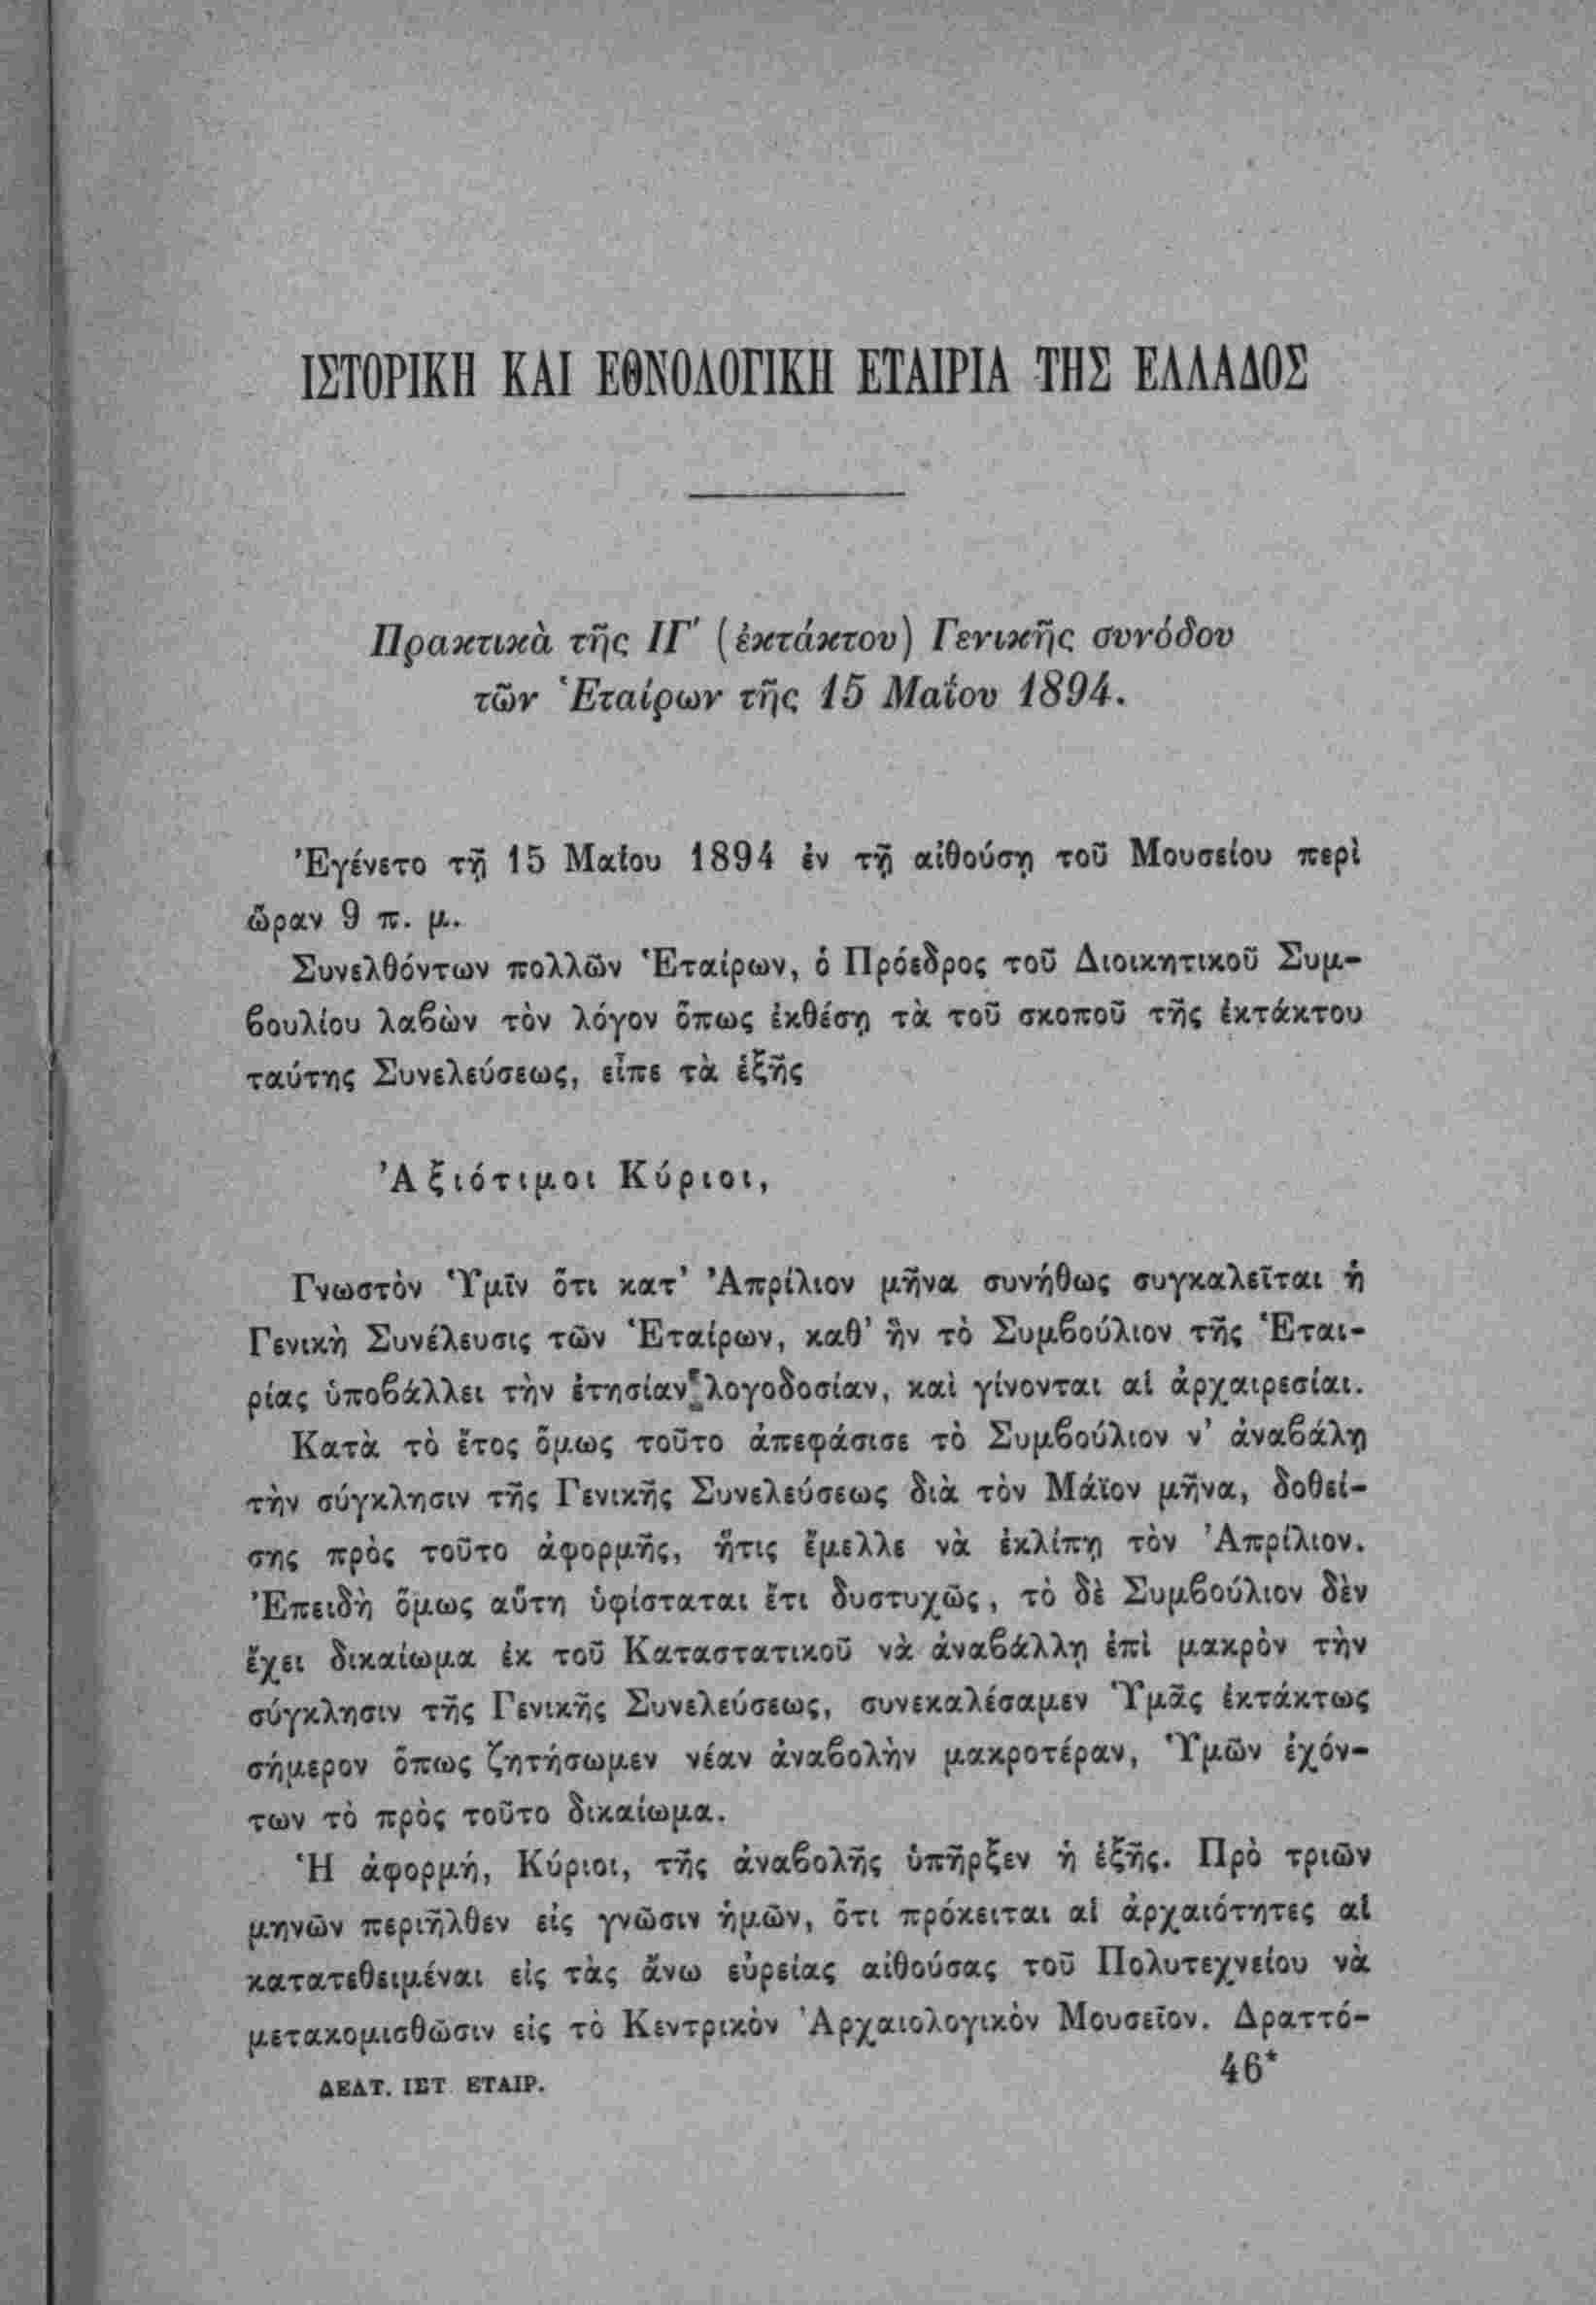 ΙΣΤΟΡΙΚΗ ΚΑΙ ΕΘΝΟΛΟΓΙΚΗ ΕΤΑΙΡΙΑ ΤΗΣ ΕΛΛΑΔΟΣ
Πρακτικὰ τῆς ΙΓ' (ἐκτάκτου) Γενικῆς συνόδου
τῶν Ἑταίρων τῆς 15 Μαΐου 1894.
Ἐγένετο τῇ 15 Μαΐου 1894 ἐν τῇ αἰθούσῃ τοῦ Μουσείου περὶ
ὥραν 9 π. μ.
Συνελθόντων πολλῶν Ἑταίρων, ὁ Πρόεδρος τοῦ Διοικητικοῦ Συμ-
βουλίου λαβὼν τὸν λόγον ὅπως ἐκθέσῃ τὰ τοῦ σκοποῦ τῆς ἐκτάκτου
ταύτης Συνελεύσεως, εἶπε τὰ ἑξῆς
Ἀξιότιμοι Κύριοι,
Γνωστὸν Ὑμῖν ὅτι κατ' Ἀπρίλιον μῆνα συνήθως συγκαλεῖται ἡ
Γενικὴ Συνέλευσις τῶν Ἑταίρων, καθ' ἣν τὸ Συμβούλιον τῆς Ἑται-
ρίας ὑποβάλλει τὴν ἐτησίαν λογοδοσίαν, καὶ γίνονται αἱ ἀρχαιρεσίαι.
Κατὰ τὸ ἔτος ὅμως τοῦτο ἀπεφάσισε τὸ Συμβούλιον ν' ἀναβάλῃ
τὴν σύγκλησιν τῆς Γενικῆς Συνελεύσεως διὰ τὸν Μάϊον μῆνα, δοθεί-
σης πρὸς τοῦτο ἀφορμῆς, ἥτις ἔμελλε νὰ ἐκλίπῃ τὸν Ἀπρίλιον.
Ἐπειδὴ ὅμως αὕτη ὑφίσταται ἔτι δυστυχῶς, τὸ δὲ Συμβούλιον δὲν
ἔχει δικαίωμα ἐκ τοῦ Καταστατικοῦ νὰ ἀναβάλλῃ ἐπὶ μακρὸν τὴν
σύγκλησιν τῆς Γενικῆς Συνελεύσεως, συνεκαλέσαμεν Ὑμᾶς ἐκτάκτως
σήμερον ὅπως ζητήσωμεν νέαν ἀναβολὴν μακροτέραν, Ὑμῶν ἐχόν-
των τὸ πρὸς τοῦτο δικαίωμα.
Ἡ ἀφορμή, Κύριοι, τῆς ἀναβολῆς ὑπῆρξεν ἡ ἑξῆς. Πρὸ τριῶν
μηνῶν περιῆλθεν εἰς γνῶσιν ἡμῶν, ὅτι πρόκειται αἱ ἀρχαιότητες αἱ
κατατεθειμέναι εἰς τὰς ἄνω εὐρείας αἰθούσας τοῦ Πολυτεχνείου νὰ
μετακομισθῶσιν εἰς τὸ Κεντρικὸν Ἀρχαιολογικὸν Μουσεῖον. Δραττό-
ΔΕΛΤ. ΙΣΤ ΕΤΑΙΡ. 46*